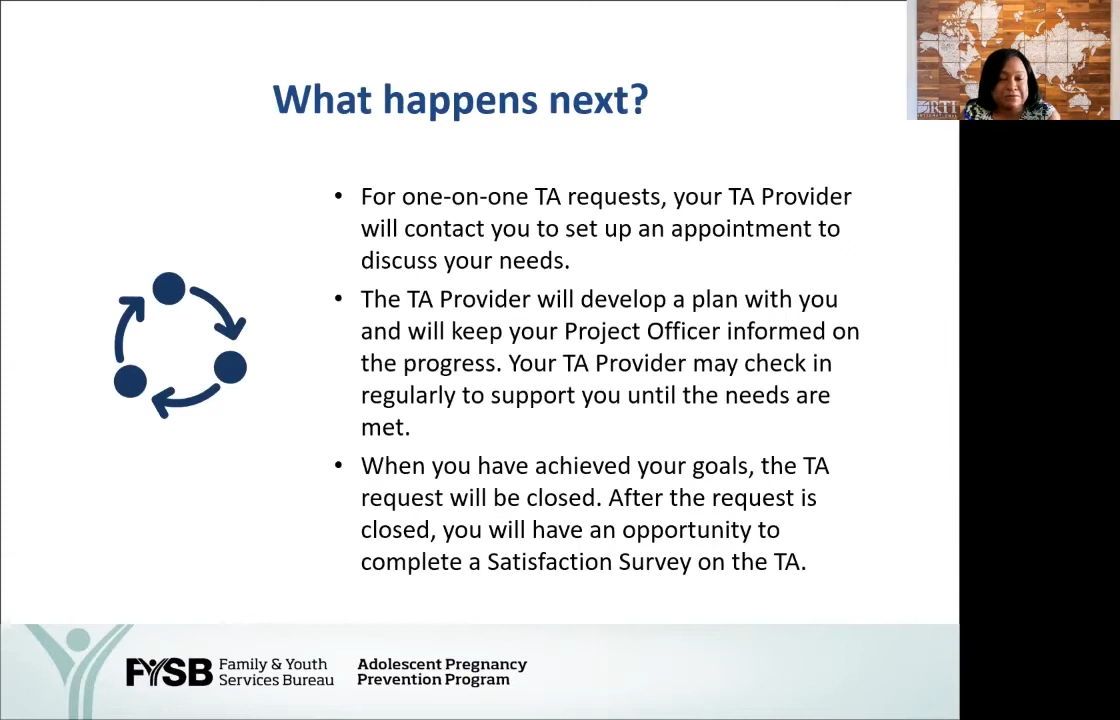 What happens next?
• For one-on-one TA requests, your TA Provider
will contact you to set up an appointment to
discuss your needs.
• The TA Provider will develop a plan with you
and will keep your Project Officer informed on
the progress. Your TA Provider may check in
regularly to support you until the needs are
met.
• When you have achieved your goals, the TA
request will be closed. After the request is
closed, you will have an opportunity to
complete a Satisfaction Survey on the TA.
RTI
INTERNATIONAL
FYSB
Family & Youth
Services Bureau
Adolescent Pregnancy
Prevention Program